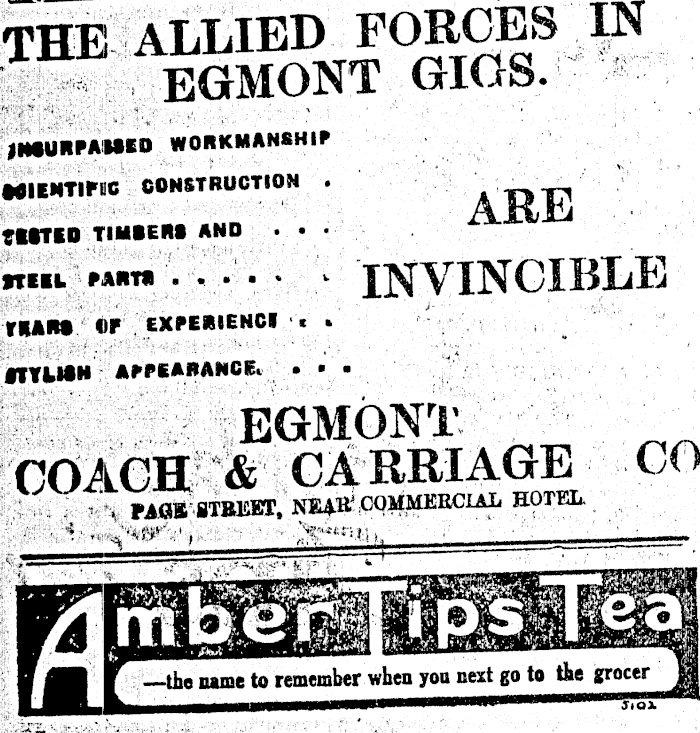 THE ALLIED FORCES IN
EGMONT GIGS.
UNSURPASSED WORKMANSHIP
SCIENTIFIC CONSTRUCTION .
TESTED TIMBERS AND . . .
STEEL PARTS . . . . . .
YEARS OF EXPERIENCE . . .
STYLISH APPEARANCE. . . .
ARE
INVINCIBLE
EGMONT
COACH & CARRIAGE CO
PAGE STREET, NEAR COMMERCIAL HOTEL.
Amber Tips Tea
—the name to remember when you next go to the grocer
5102